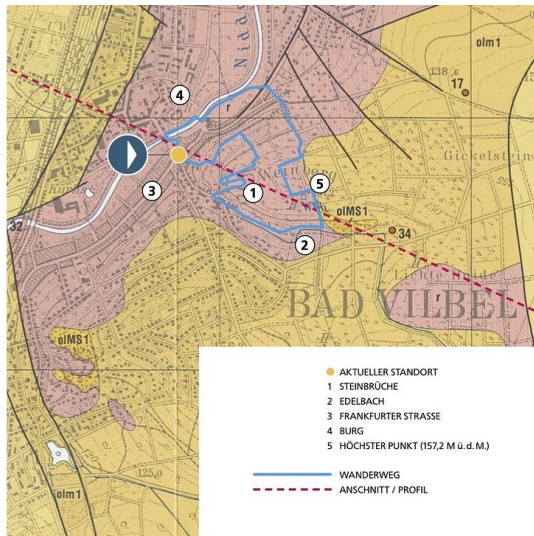 olm1
138,6
17
Nidda
4
r
Gickelstein
1
5
3
olMS1
34
32
2
Lichte Heide
BAD VILBEL
r
olMS1
AKTUELLER STANDORT
1 STEINBRÜCHE
2 EDELBACH
3 FRANKFURTER STRASSE
4 BURG
5 HÖCHSTER PUNKT (157,2 M ü. d. M.)
125,0
WANDERWEG
olm1
ANSCHNITT / PROFIL